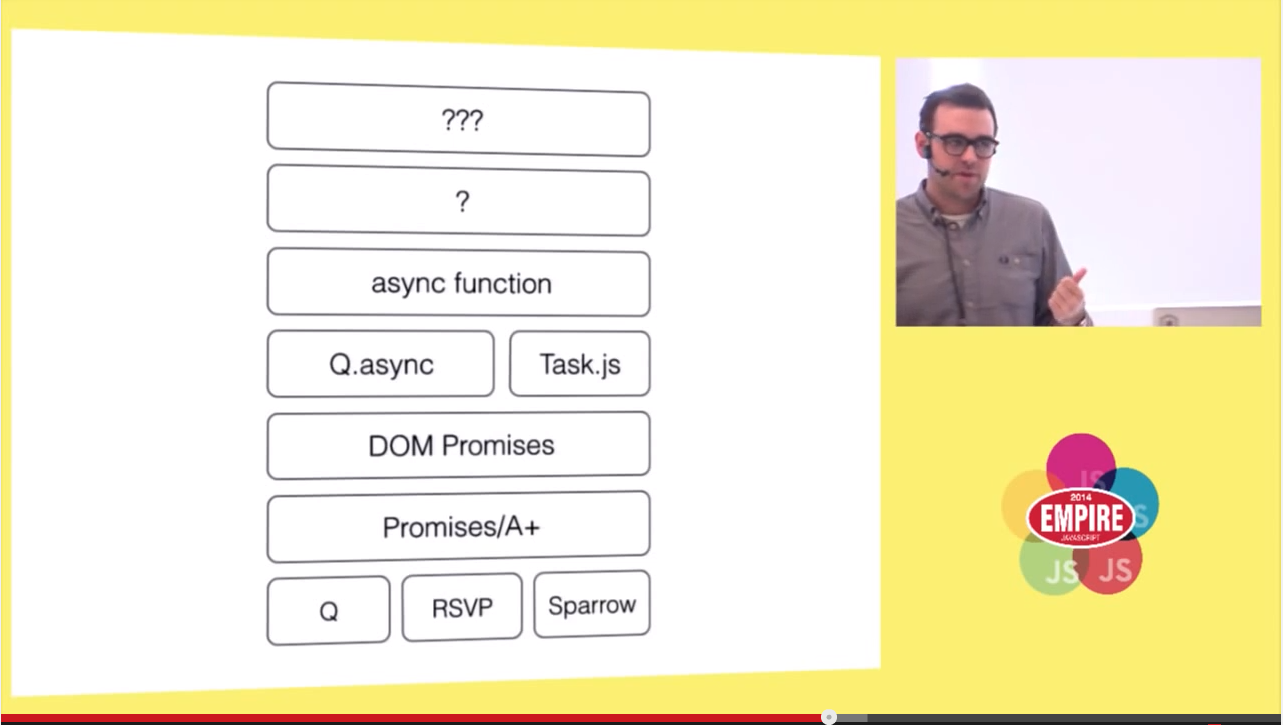 ???
?
async function
Q.async
Task.js
DOM Promises
Promises/A+
Q
RSVP
Sparrow
JS
2014
EMPIRE
JAVASCRIPT
JS
JS
JS